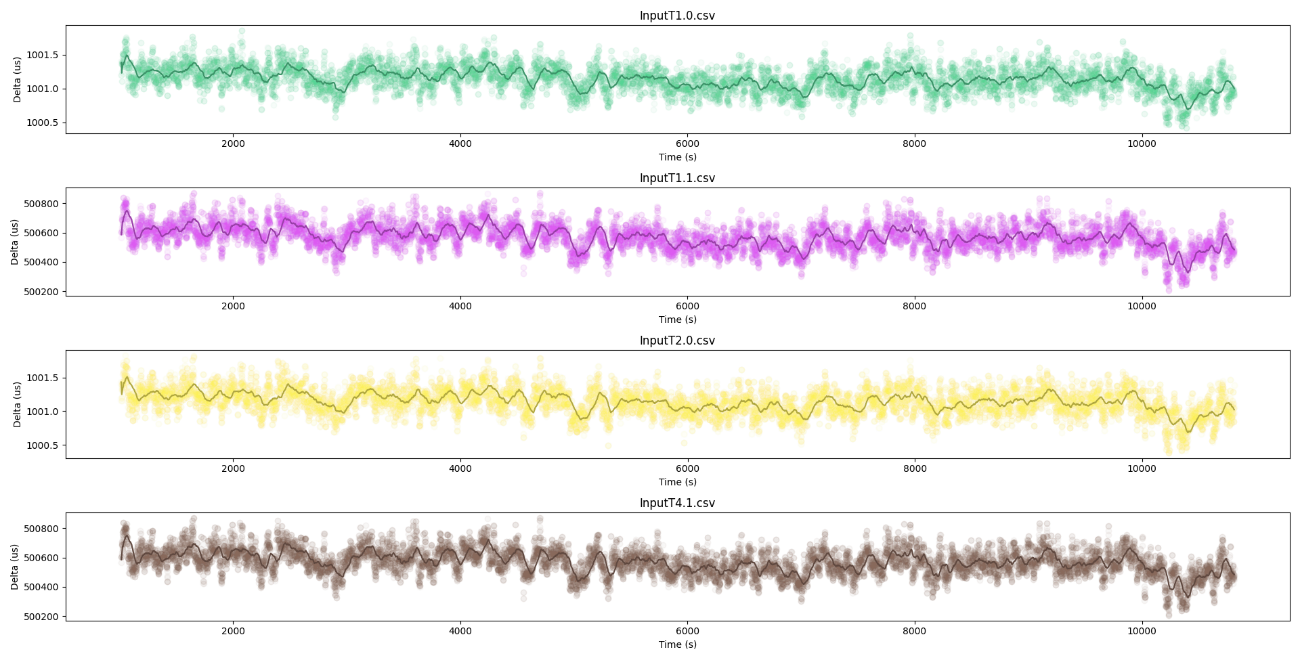 InputT1.0.csv
1001.5
1001.0
1000.5
Delta (us)
2000 4000 6000 8000 10000
Time (s)
InputT1.1.csv
500800
500600
500400
500200
Delta (us)
2000 4000 6000 8000 10000
Time (s)
InputT2.0.csv
1001.5
1001.0
1000.5
Delta (us)
2000 4000 6000 8000 10000
Time (s)
InputT4.1.csv
500800
500600
500400
500200
Delta (us)
2000 4000 6000 8000 10000
Time (s)